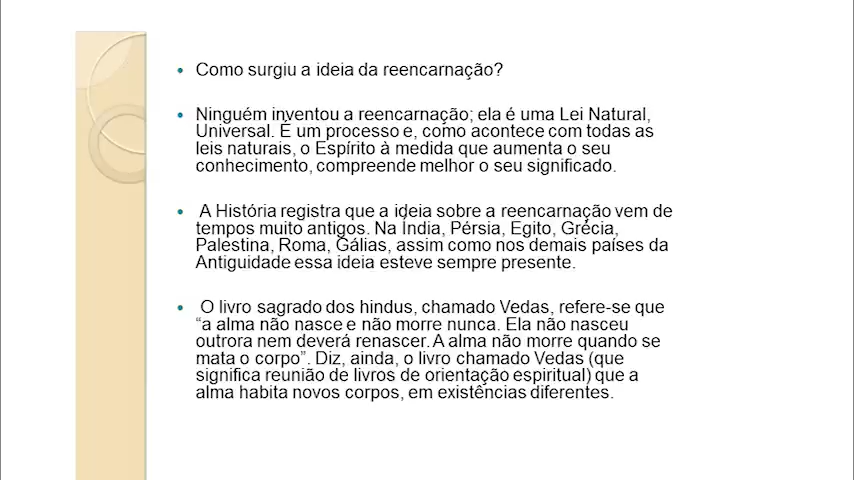 • Como surgiu a ideia da reencarnação?
• Ninguém inventou a reencarnação; ela é uma Lei Natural,
Universal. É um processo e, como acontece com todas as
leis naturais, o Espírito à medida que aumenta o seu
conhecimento, compreende melhor o seu significado.
• A História registra que a ideia sobre a reencarnação vem de
tempos muito antigos. Na Índia, Pérsia, Egito, Grécia,
Palestina, Roma, Gálias, assim como nos demais países da
Antiguidade essa ideia esteve sempre presente.
• O livro sagrado dos hindus, chamado Vedas, refere-se que
“a alma não nasce e não morre nunca. Ela não nasceu
outrora nem deverá renascer. A alma não morre quando se
mata o corpo”. Diz, ainda, o livro chamado Vedas (que
significa reunião de livros de orientação espiritual) que a
alma habita novos corpos, em existências diferentes.